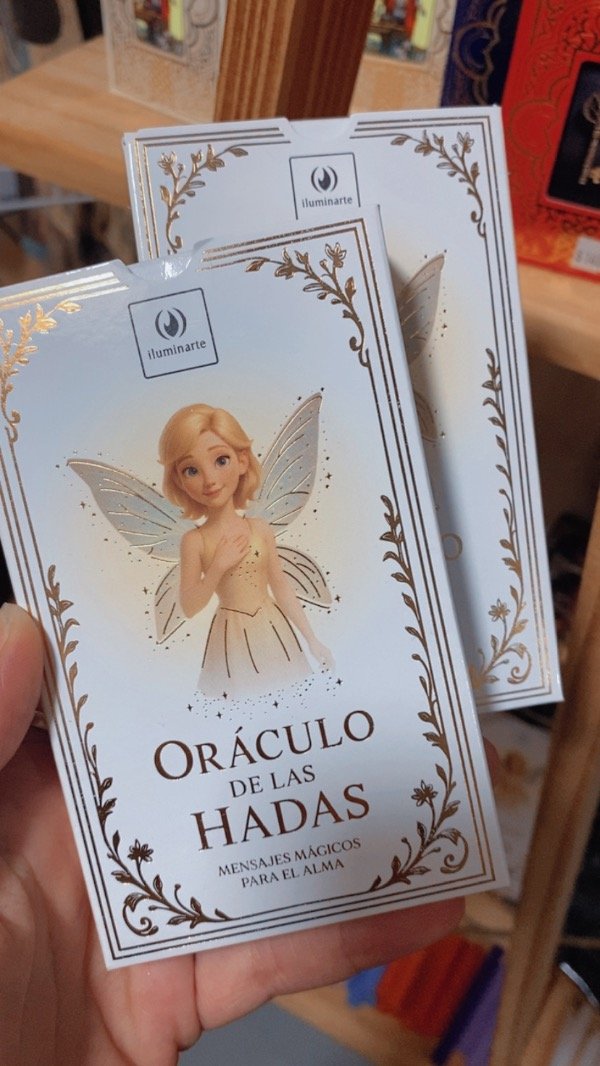 iluminarte
iluminarte
ORÁCULO
DE LAS
HADAS
MENSAJES MÁGICOS
PARA EL ALMA